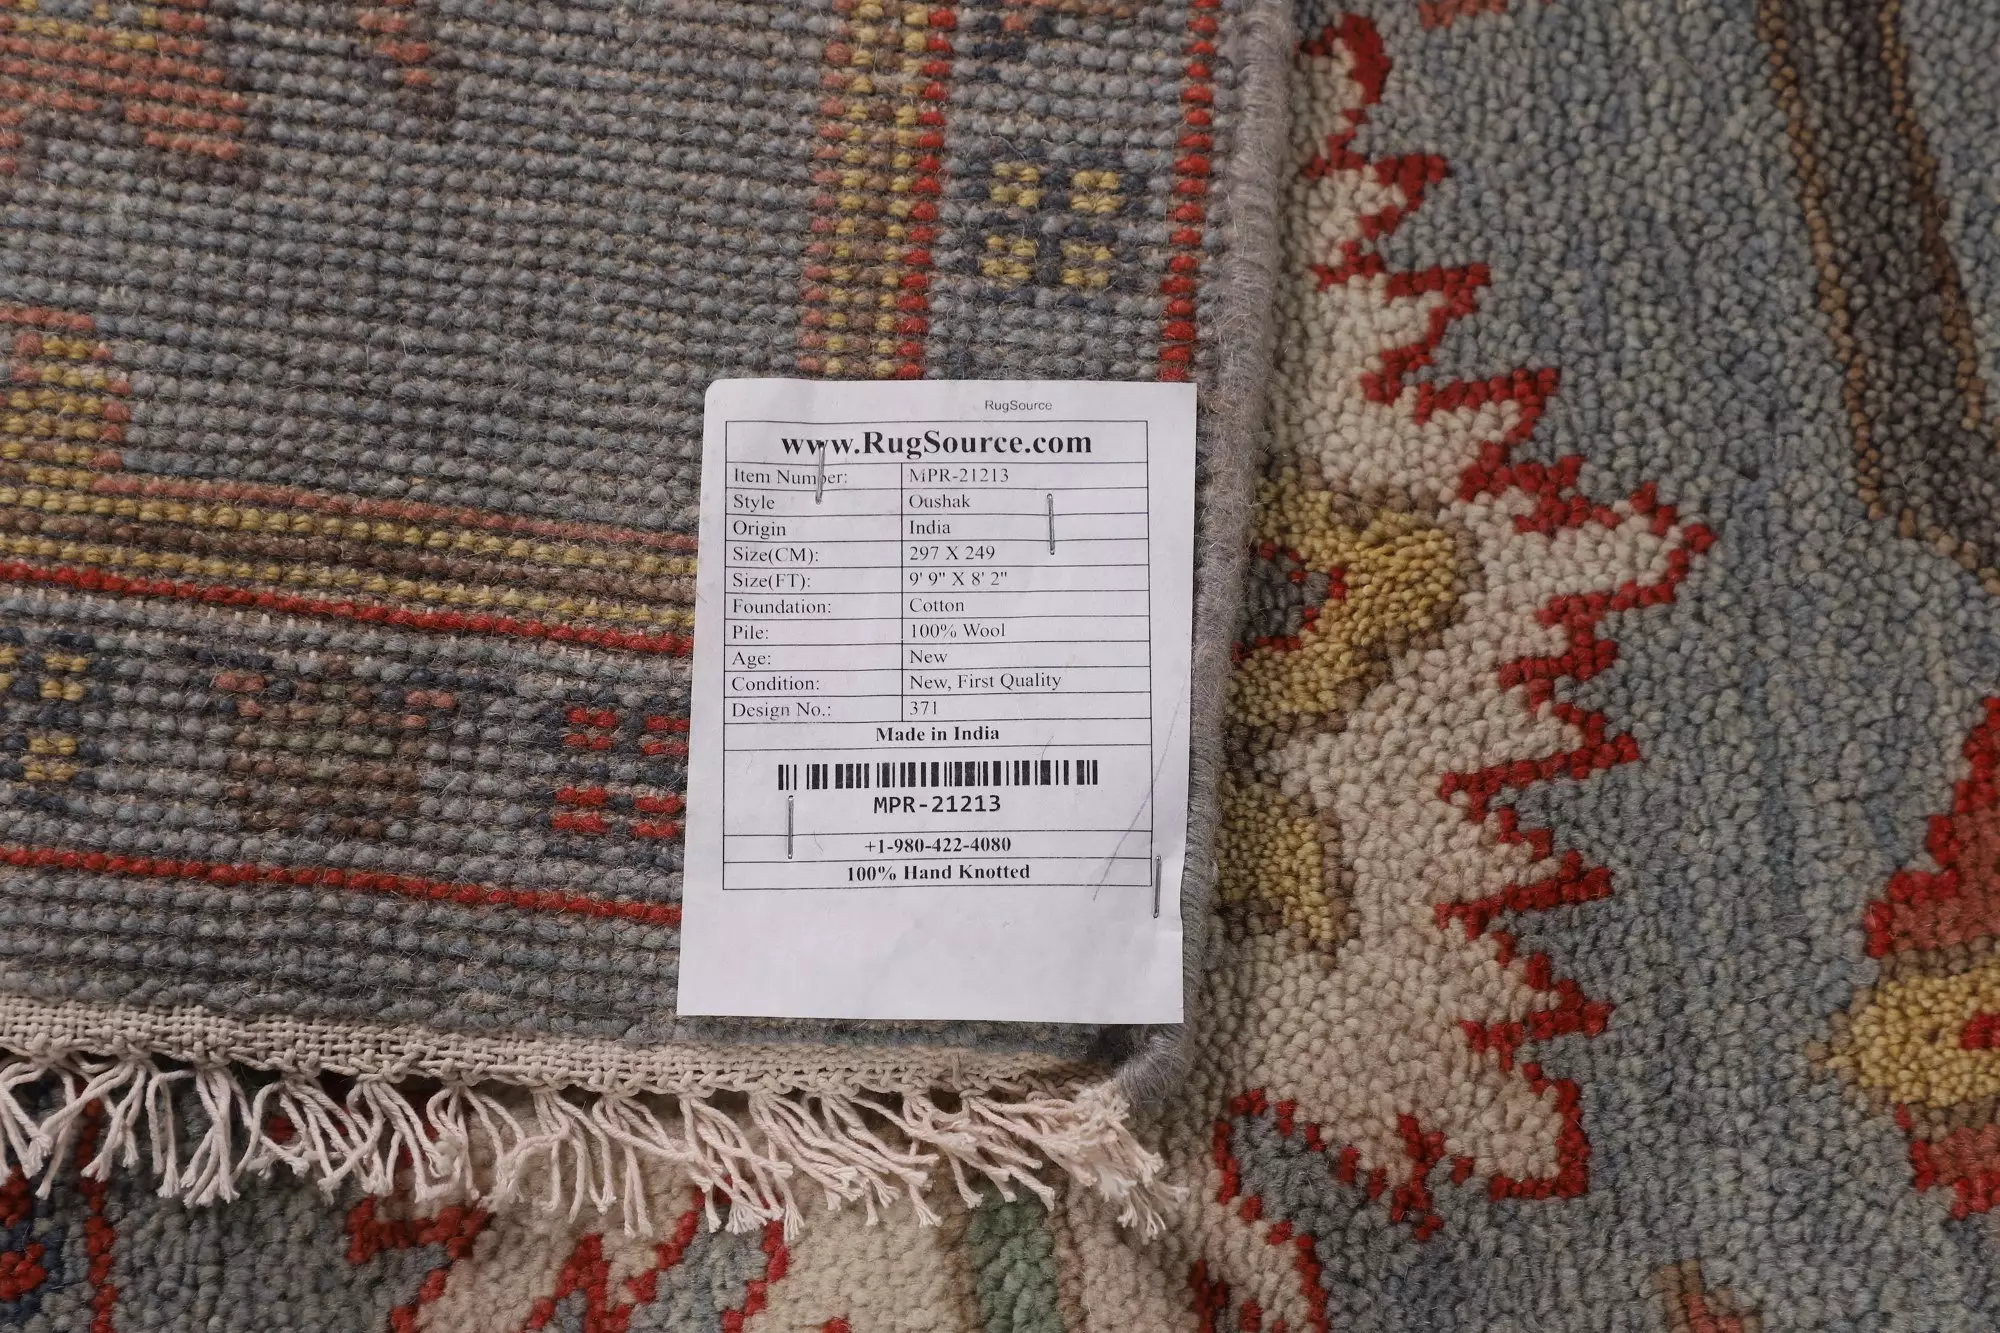 RugSource
www.RugSource.com
Item Number: MPR-21213
Style Oushak
Origin India
Size(CM): 297 X 249
Size(FT): 9' 9" X 8' 2"
Foundation: Cotton
Pile: 100% Wool
Age: New
Condition: New, First Quality
Design No.: 371
Made in India
MPR-21213
+1-980-422-4080
100% Hand Knotted